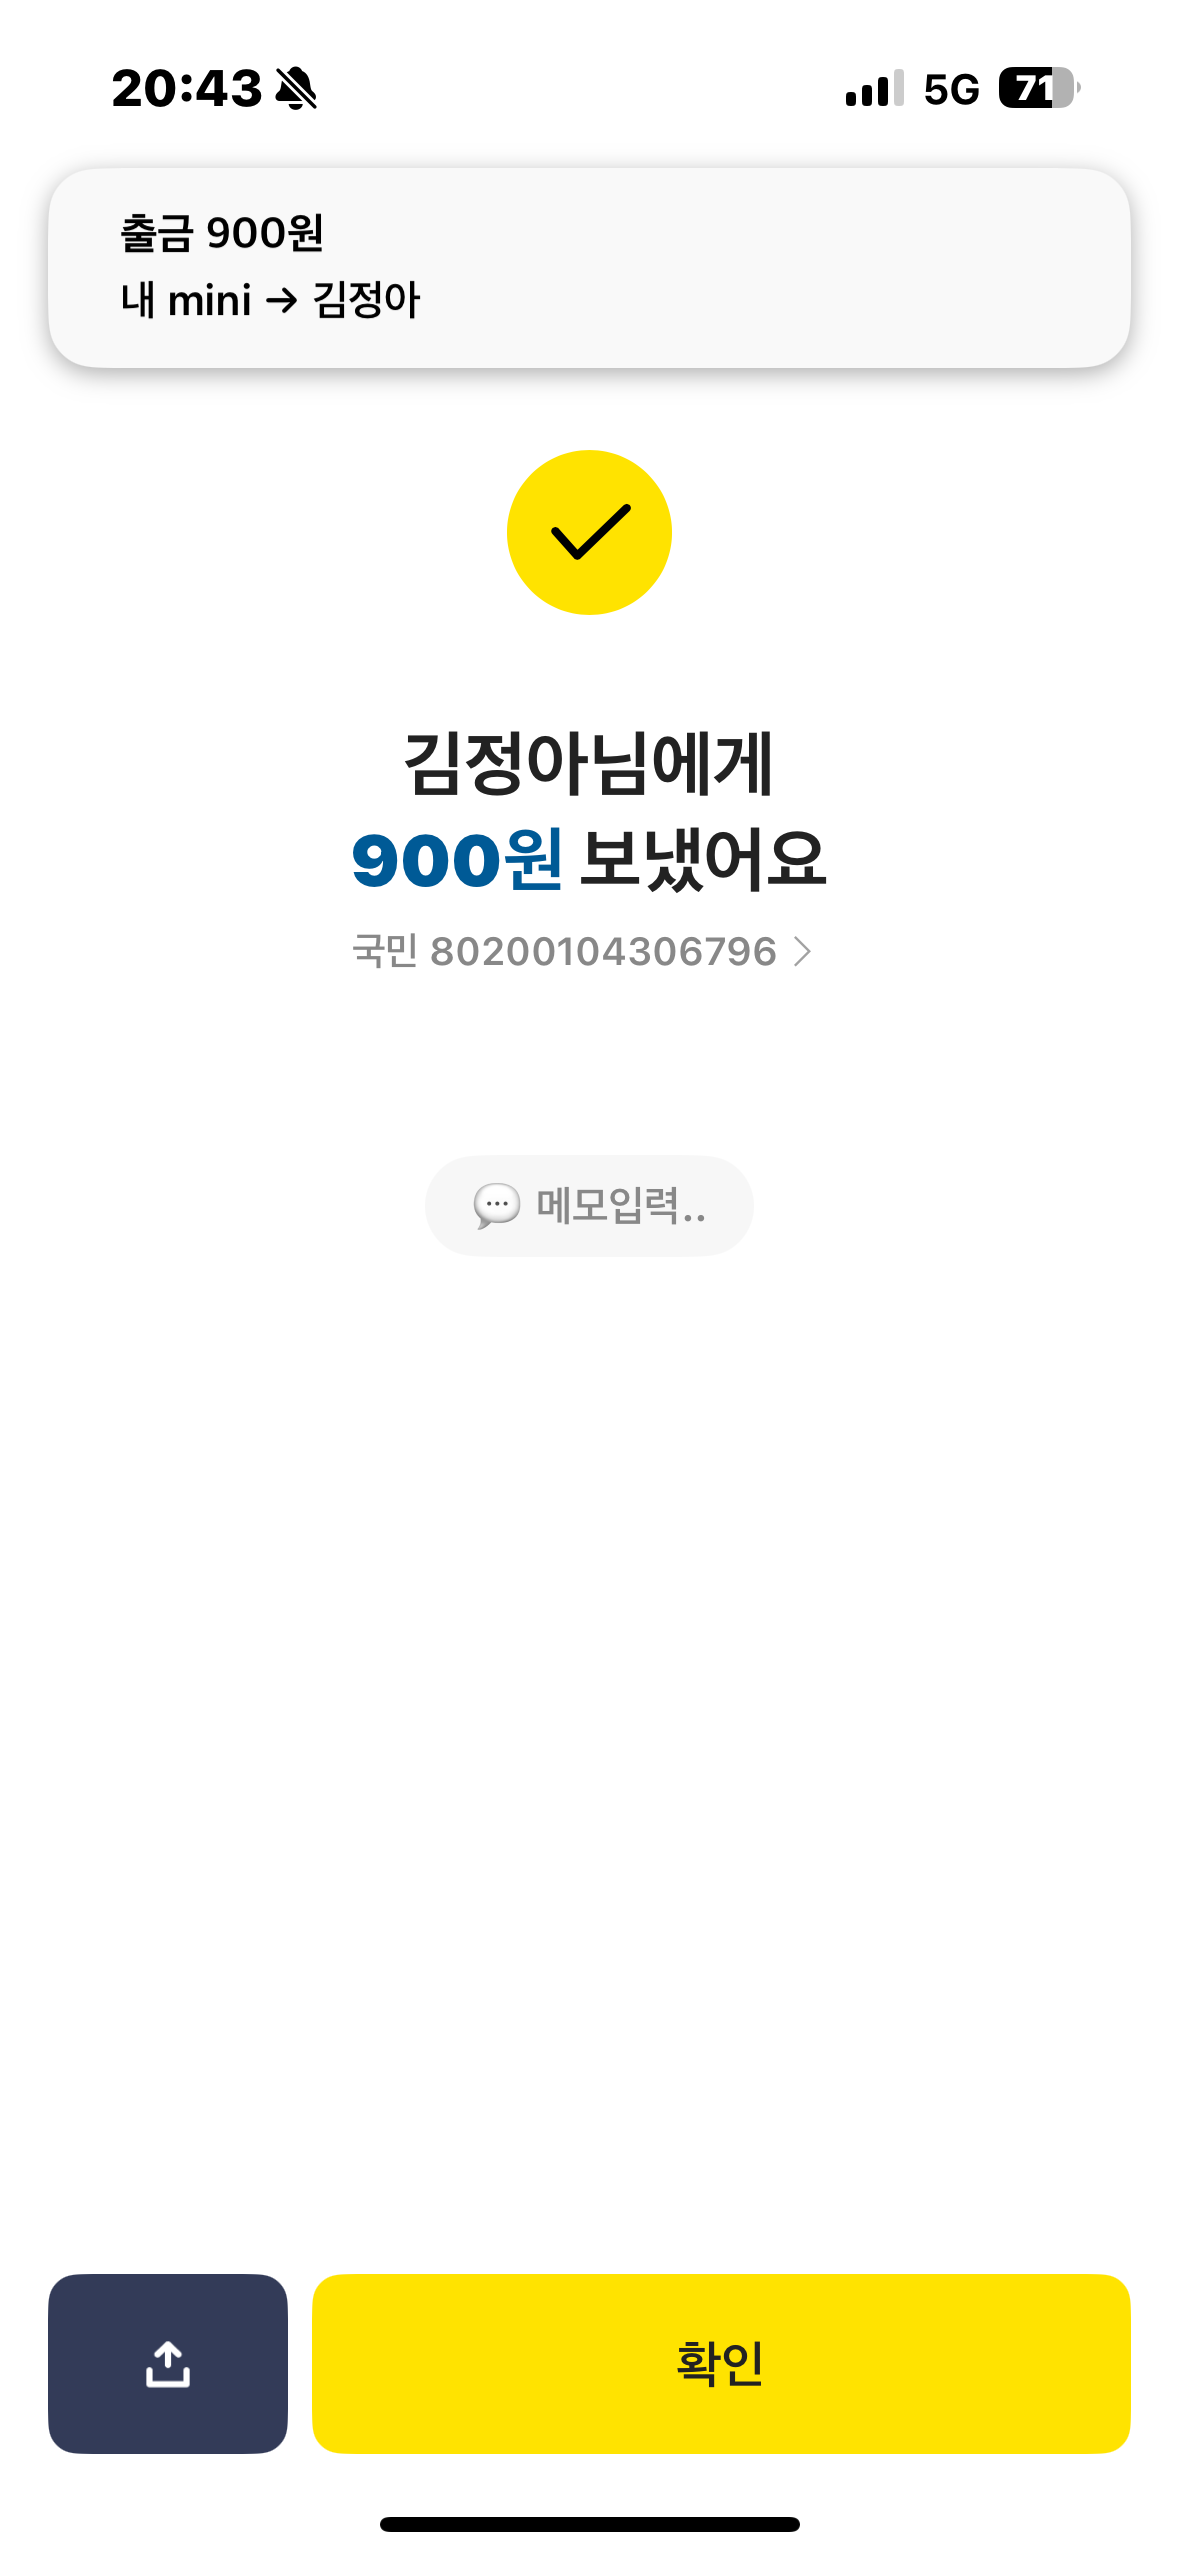 20:43 5G 71
출금 900원
내 mini → 김정아
김정아님에게
900원 보냈어요
국민 80200104306796
💬 메모입력..
확인